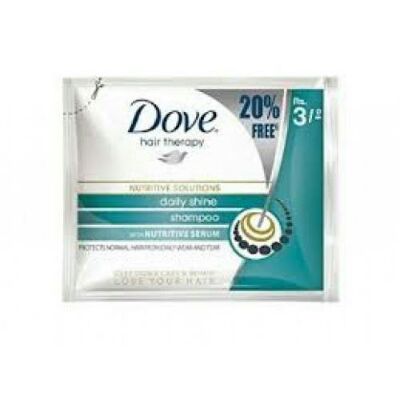 Dove
hair therapy
20%
FREE
Rs.
3/-
NUTRITIVE SOLUTIONS
daily shine
shampoo
WITH NUTRITIVE SERUM
PROTECTS NORMAL HAIR FROM DAILY WEAR AND TEAR
LOVE YOUR HAIR